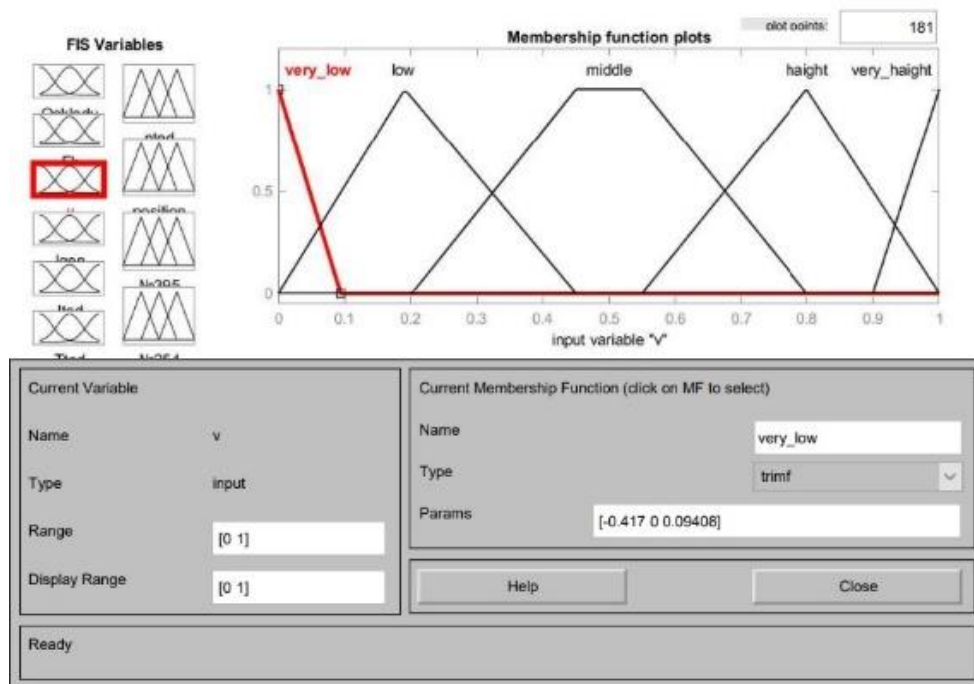 plot points: 181
FIS Variables
Membership function plots
very_low low middle height very_height
1
0.5
0
position
0 0.1 0.2 0.3 0.4 0.5 0.6 0.7 0.8 0.9 1
input variable "v"
Current Variable
Name v
Type input
Range [0 1]
Display Range [0 1]
Current Membership Function (click on MF to select)
Name very_low
Type trimf
Params [-0.417 0 0.09408]
Help Close
Ready